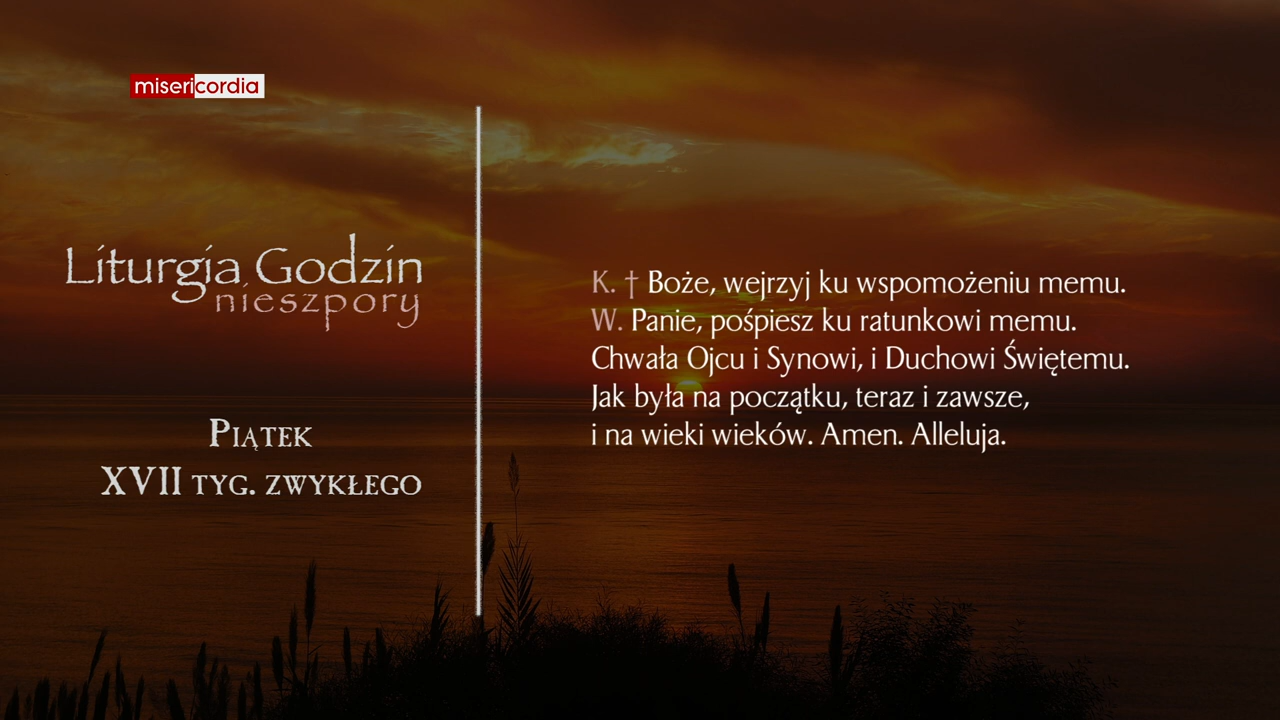 misericordia
Liturgia Godzin
nieszpory
Piątek
XVII tyg. zwykłego
K. † Boże, wejrzyj ku wspomożeniu memu.
W. Panie, pośpiesz ku ratunkowi memu.
Chwała Ojcu i Synowi, i Duchowi Świętemu.
Jak była na początku, teraz i zawsze,
i na wieki wieków. Amen. Alleluja.